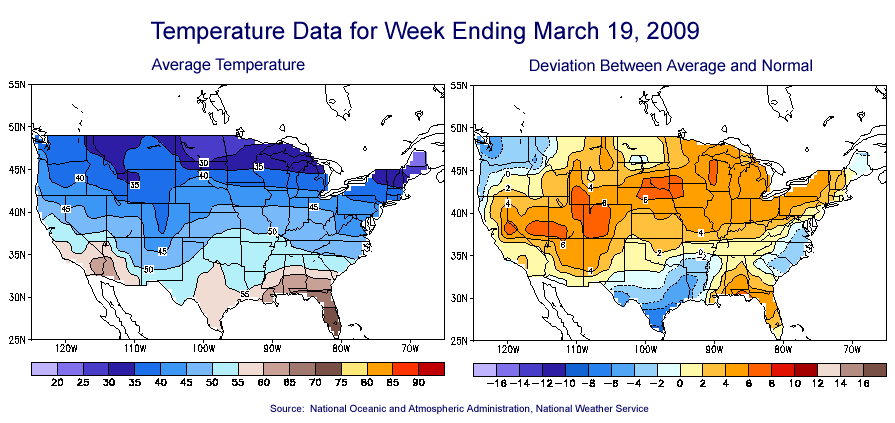 Temperature Data for Week Ending March 19, 2009
Average Temperature
Deviation Between Average and Normal
55N
50N
45N
40N
35N
30N
25N
30
35
40
40
35
45
45
50
45
50
55
120W 110W 100W 90W 80W 70W
20 25 30 35 40 45 50 55 60 65 70 75 80 85 90
55N
50N
45N
40N
35N
30N
25N
0
2
4
4
6
6
6
4
4
2
0
-2
120W 110W 100W 90W 80W 70W
-16 -14 -12 -10 -8 -6 -4 -2 0 2 4 6 8 10 12 14 16
Source: National Oceanic and Atmospheric Administration, National Weather Service